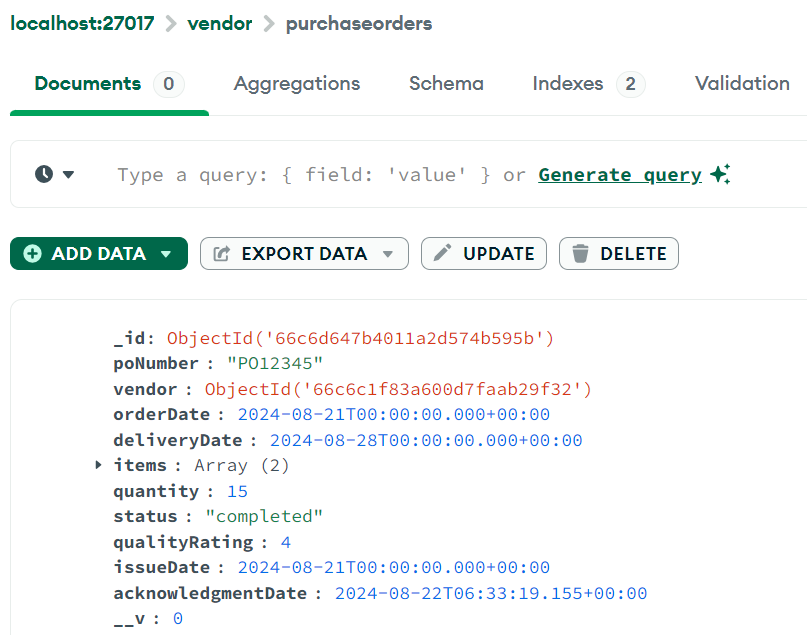 localhost:27017 > vendor > purchaseorders
Documents 0 Aggregations Schema Indexes 2 Validation
Type a query: { field: 'value' } or Generate query
ADD DATA EXPORT DATA UPDATE DELETE
_id: ObjectId('66c6d647b4011a2d574b595b')
poNumber : "PO12345"
vendor : ObjectId('66c6c1f83a600d7faab29f32')
orderDate : 2024-08-21T00:00:00.000+00:00
deliveryDate : 2024-08-28T00:00:00.000+00:00
items : Array (2)
quantity : 15
status : "completed"
qualityRating : 4
issueDate : 2024-08-21T00:00:00.000+00:00
acknowledgmentDate : 2024-08-22T06:33:19.155+00:00
__v : 0